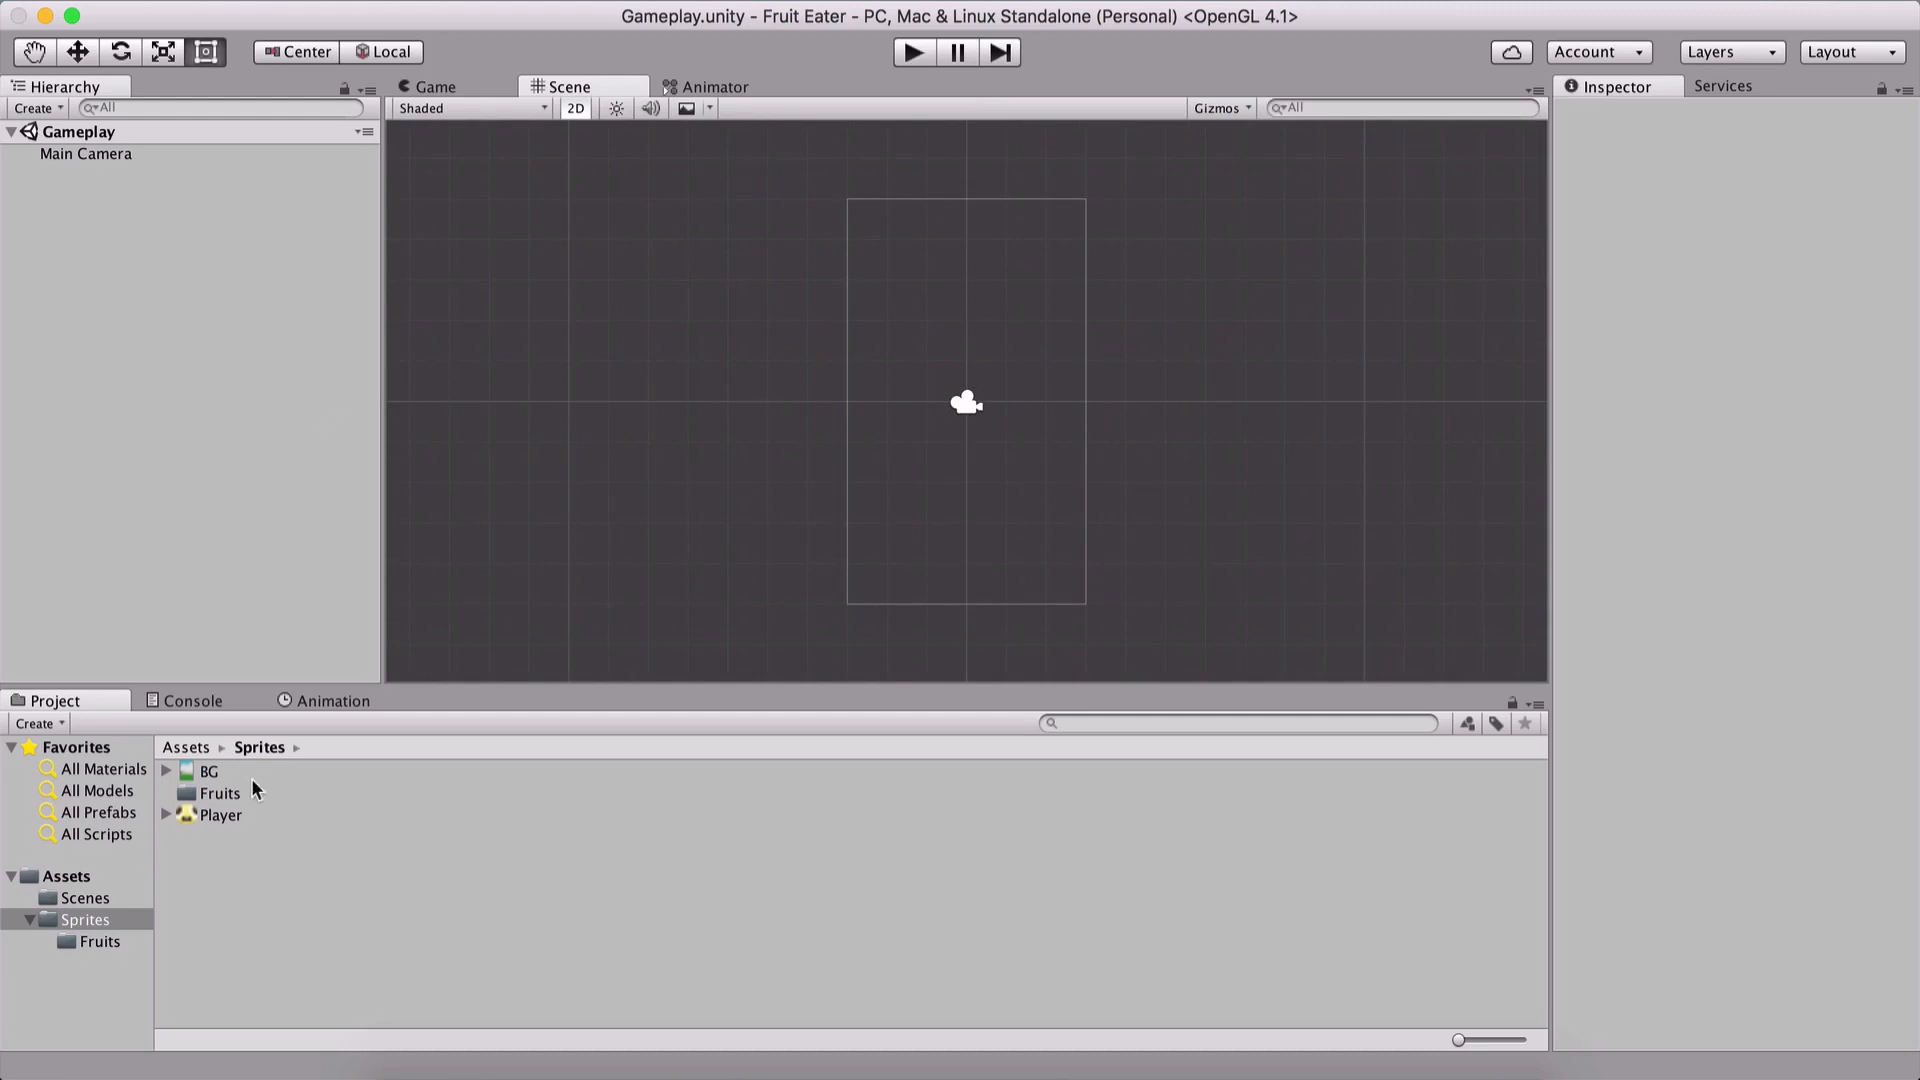 Gameplay.unity - Fruit Eater - PC, Mac & Linux Standalone (Personal) <OpenGL 4.1>
Center Local Account Layers Layout
Hierarchy Game Scene Animator Inspector Services
Create All Shaded 2D Gizmos All
Gameplay
Main Camera
Project Console Animation
Create
Favorites Assets Sprites
All Materials BG
All Models Fruits
All Prefabs Player
All Scripts
Assets
Scenes
Sprites
Fruits